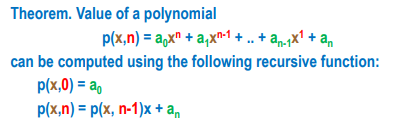 Theorem. Value of a polynomial
p(x,n) = a₀xⁿ + a₁xⁿ⁻¹ + .. + aₙ₋₁x¹ + aₙ
can be computed using the following recursive function:
p(x,0) = a₀
p(x,n) = p(x, n-1)x + aₙ